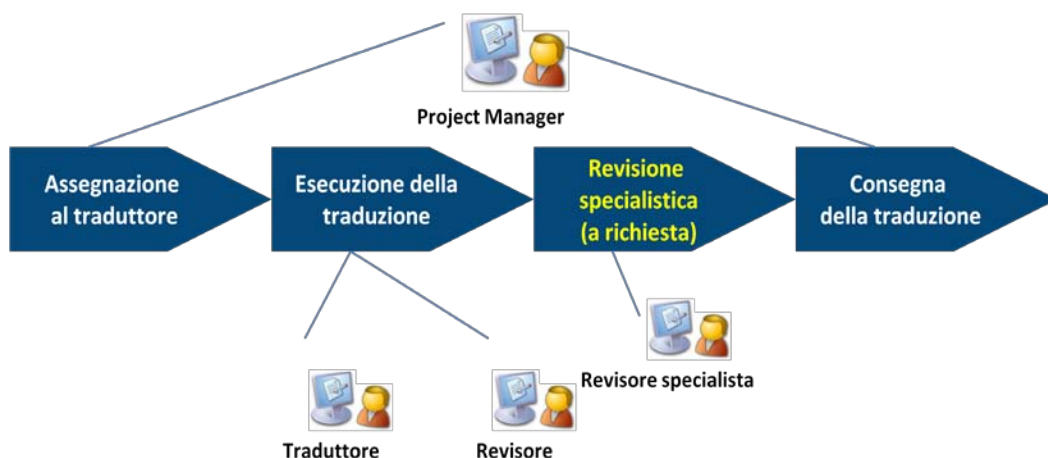 Project Manager
Assegnazione
al traduttore
Esecuzione della
traduzione
Revisione
specialistica
(a richiesta)
Consegna
della traduzione
Revisore specialista
Traduttore
Revisore